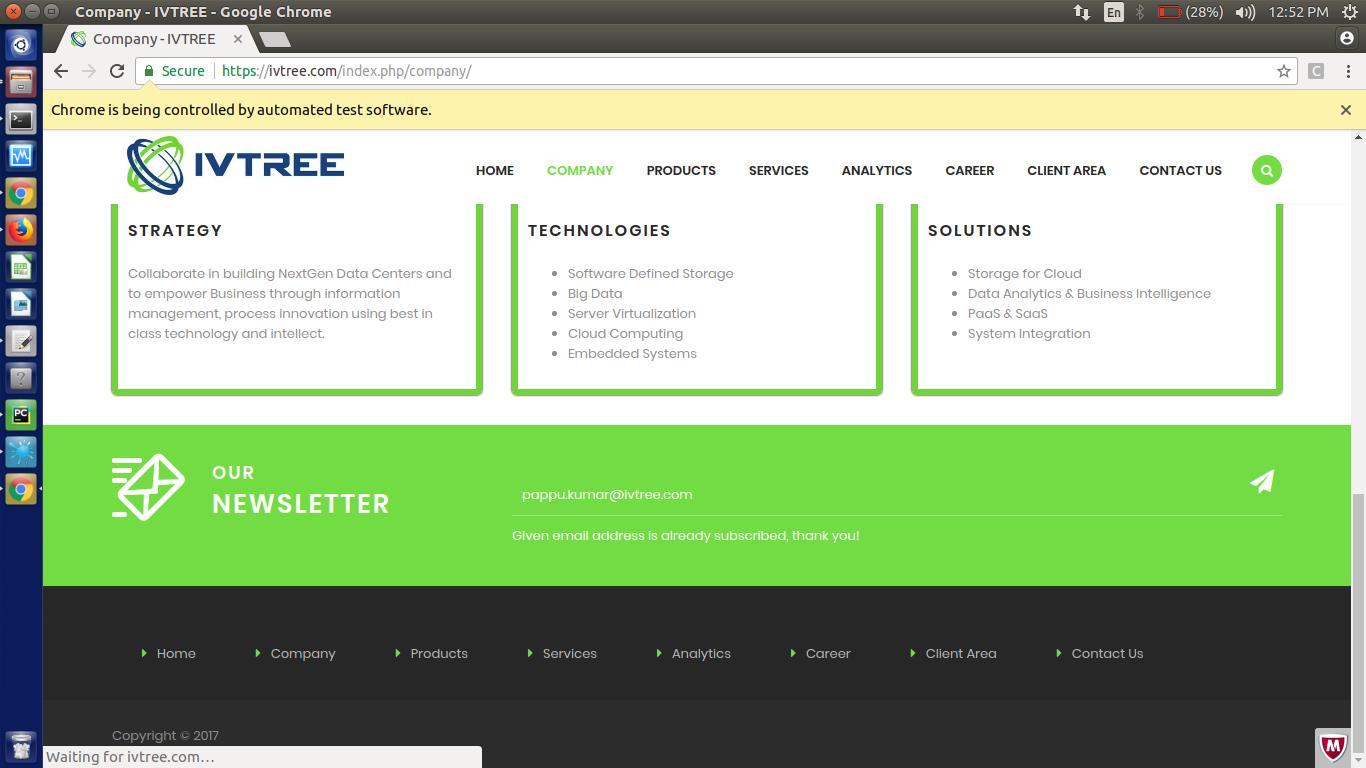 Company - IVTREE - Google Chrome
En (28%) 12:52 PM
Company - IVTREE
Secure https://ivtree.com/index.php/company/
Chrome is being controlled by automated test software.
IVTREE
HOME COMPANY PRODUCTS SERVICES ANALYTICS CAREER CLIENT AREA CONTACT US
STRATEGY
Collaborate in building NextGen Data Centers and
to empower Business through information
management, process innovation using best in
class technology and intellect.
TECHNOLOGIES
Software Defined Storage
Big Data
Server Virtualization
Cloud Computing
Embedded Systems
SOLUTIONS
Storage for Cloud
Data Analytics & Business Intelligence
PaaS & SaaS
System Integration
OUR
NEWSLETTER
pappu.kumar@ivtree.com
Given email address is already subscribed, thank you!
Home Company Products Services Analytics Career Client Area Contact Us
Copyright © 2017
Waiting for ivtree.com...
PC
C
M